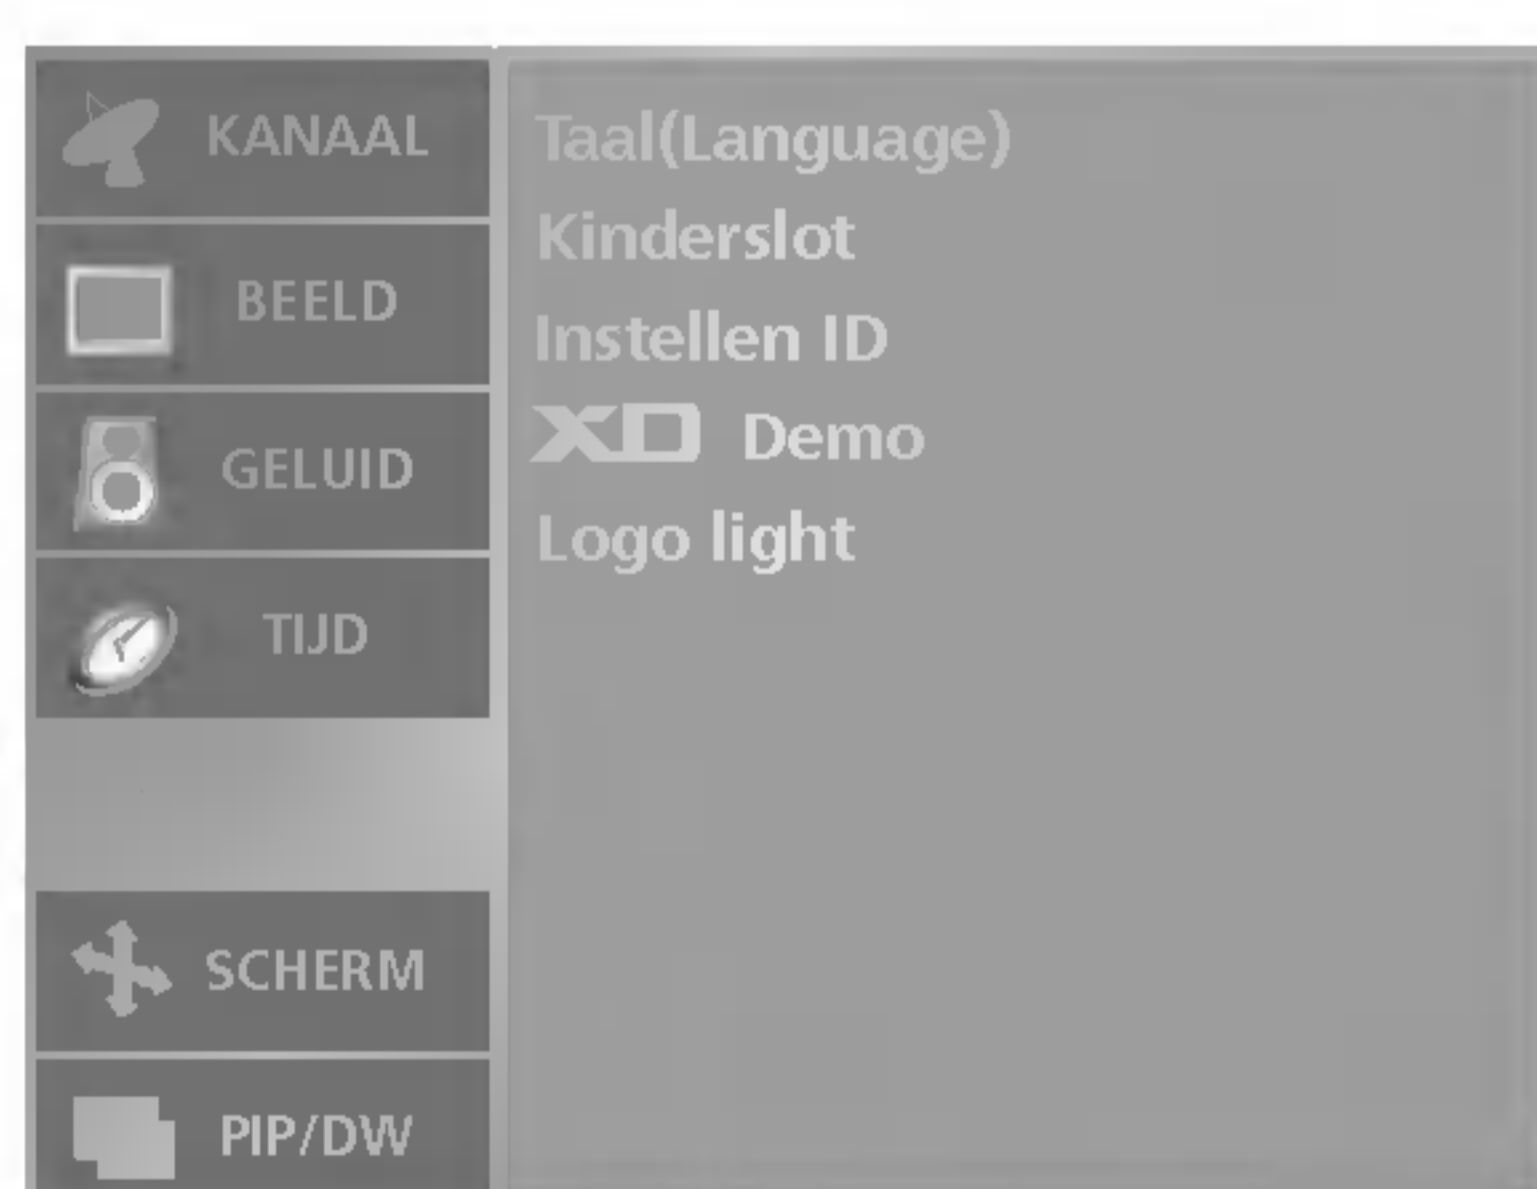 KANAAL
BEELD
GELUID
TIJD
SCHERM
PIP/DW
Taal(Language)
Kinderslot
Instellen ID
XD Demo
Logo light